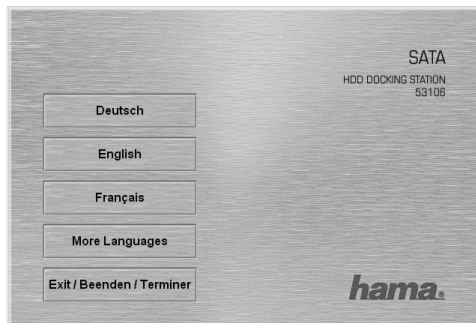 SATA
HDD DOCKING STATION
53106
Deutsch
English
Français
More Languages
Exit / Beenden / Terminer
hama